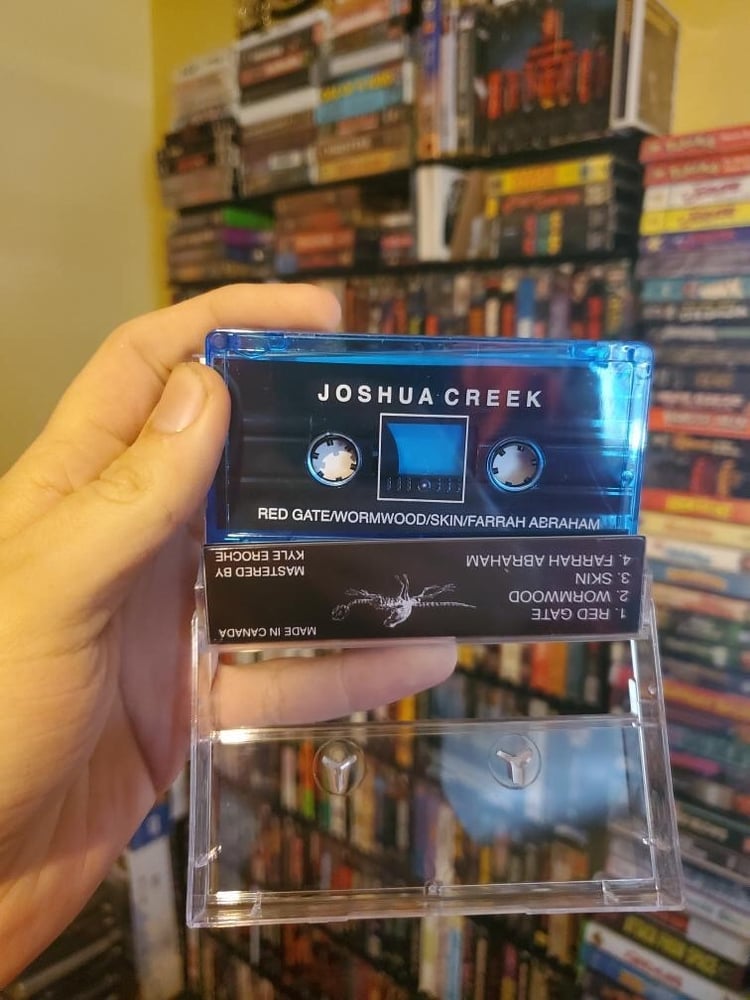 JOSHUA CREEK
RED GATE/WORMWOOD/SKIN/FARRAH ABRAHAM
1. RED GATE
2. WORMWOOD
3. SKIN
4. FARRAH ABRAHAM
MADE IN CANADA
MASTERED BY
KYLE EROCHE